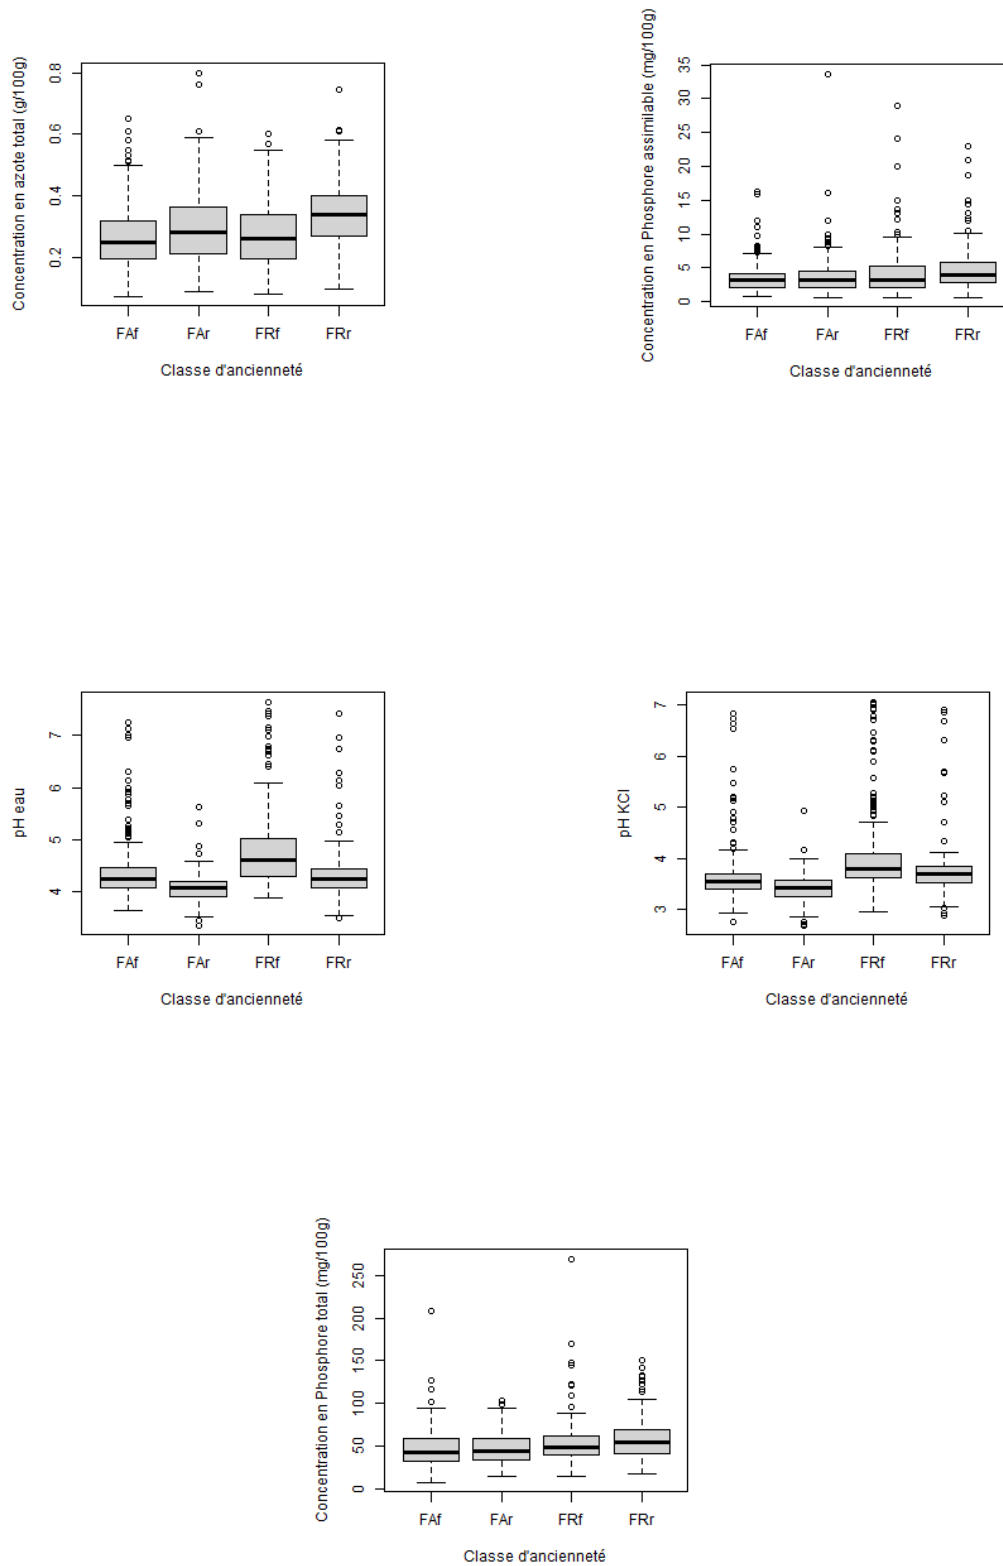 Concentration en azote total (g/100g)
0.8
0.6
0.4
0.2
FAf FAr FRf FRr
Classe d'ancienneté
Concentration en Phosphore assimilable (mg/100g)
35
30
25
20
15
10
5
0
FAf FAr FRf FRr
Classe d'ancienneté
pH eau
7
6
5
4
FAf FAr FRf FRr
Classe d'ancienneté
pH KCl
7
6
5
4
3
FAf FAr FRf FRr
Classe d'ancienneté
Concentration en Phosphore total (mg/100g)
250
200
150
100
50
0
FAf FAr FRf FRr
Classe d'ancienneté